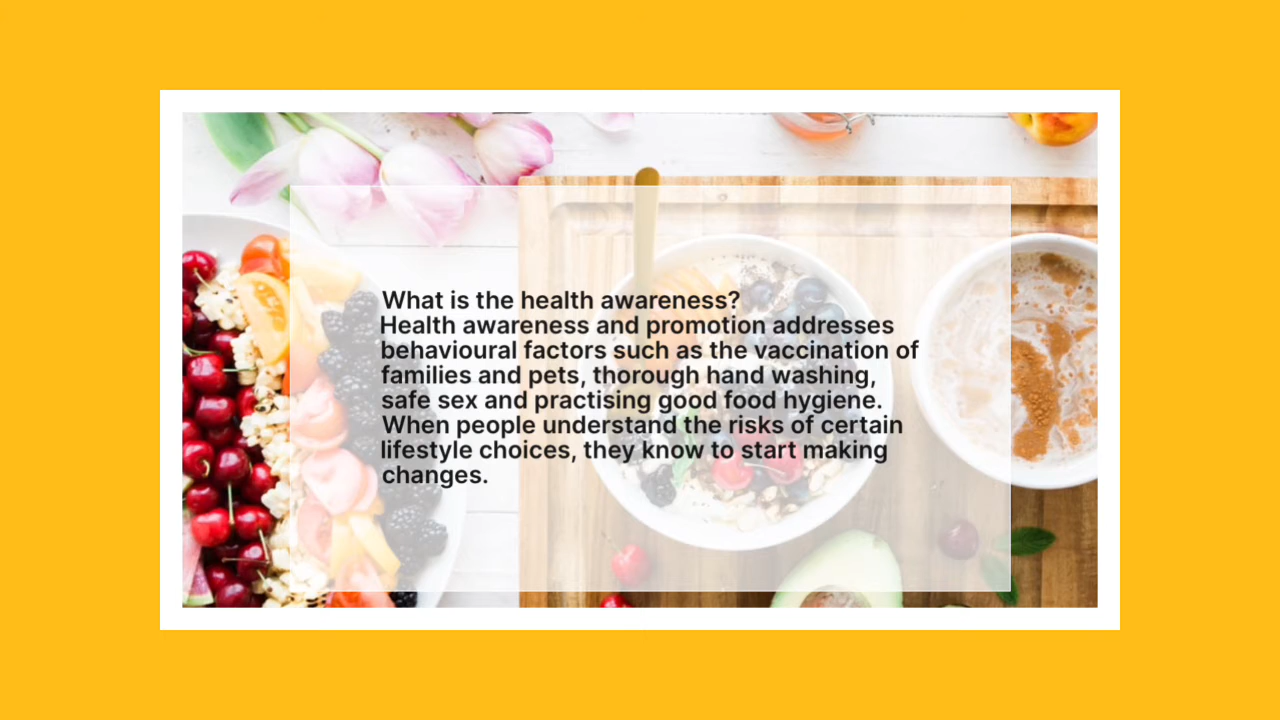 What is the health awareness?
Health awareness and promotion addresses
behavioural factors such as the vaccination of
families and pets, thorough hand washing,
safe sex and practising good food hygiene.
When people understand the risks of certain
lifestyle choices, they know to start making
changes.